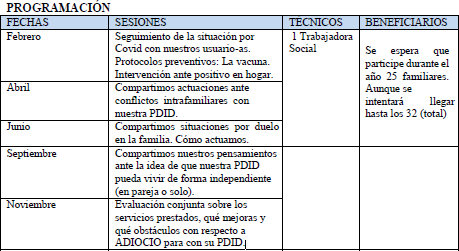 PROGRAMACIÓN
FECHAS SESIONES TÉCNICOS BENEFICIARIOS
Febrero
Seguimiento de la situación por
Covid con nuestros usuario-as.
Protocolos preventivos: La vacuna.
Intervención ante positivo en hogar.
1 Trabajadora
Social
Se espera que
participe durante el
año 25 familiares.
Aunque se
intentará llegar
hasta los 32 (total)
Abril
Compartimos actuaciones ante
conflictos intrafamiliares con
nuestra PDID.
Junio
Compartimos situaciones por duelo
en la familia. Cómo actuamos.
Septiembre
Compartimos nuestros pensamientos
ante la idea de que nuestra PDID
pueda vivir de forma independiente
(en pareja o solo).
Noviembre
Evaluación conjunta sobre los
servicios prestados, qué mejoras y
qué obstáculos con respecto a
ADIOCIO para con su PDID.